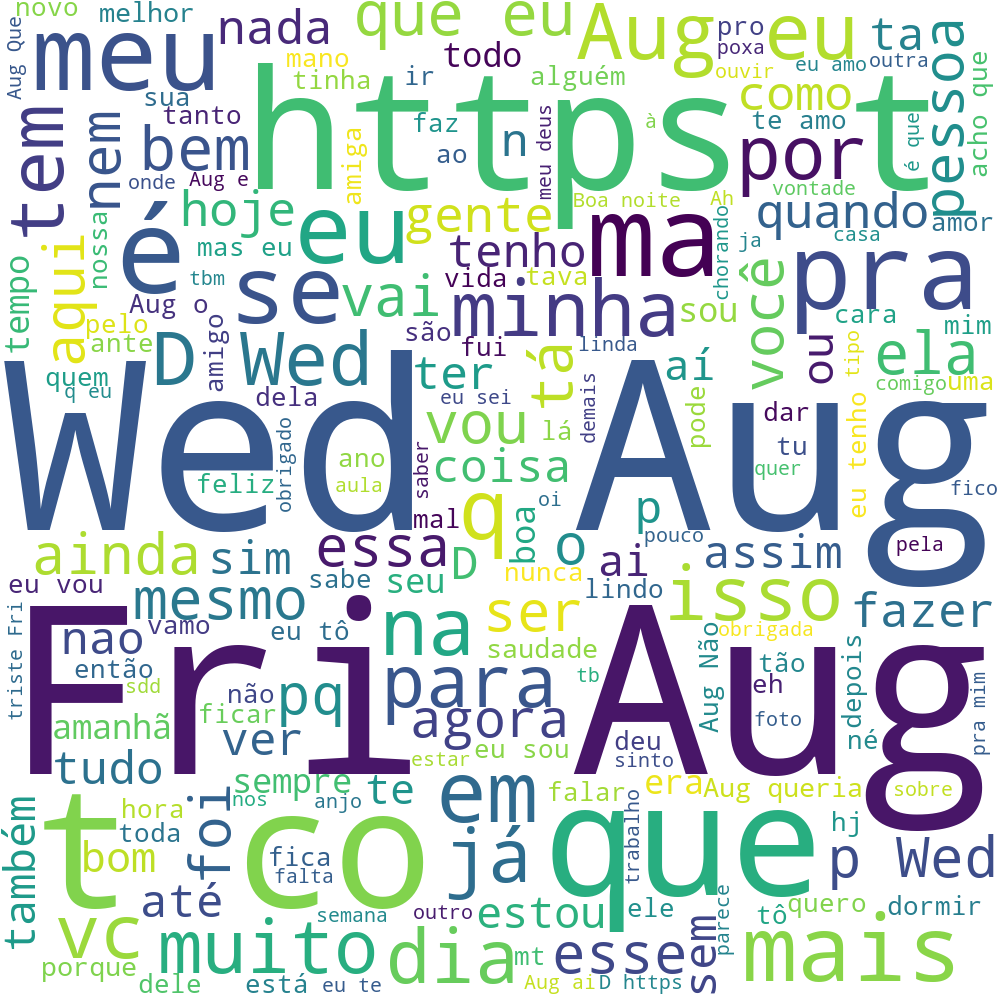 novo
melhor
Aug Que
meu
nada
que eu
Aug
eu
pro
poxa
ta
pessoa
mano
tinha
todo
ir
alguém
ouvir
eu amo
outra
acho que
sua
tanto
https t
como
te amo
à
é que
tem
nem
bem
faz
ao
n
meu deus
por
onde
Aug e
amiga
Boa noite
Ah
vontade
hoje
eu
gente
ma
quando
amor
nossa
é
mas eu
tenho
chorando
ja
casa
pra
aqui
tbm
se
vai
vida
tava
minha
sou
você
cara
mim
tempo
pelo
Aug o
ante
amigo
são
fui
linda
ou
tipo
ela
quem
q eu
D Wed
dela
ter
eu sei
tá
demais
aí
pode
dar
comigo
uma
Wed Aug
vou
lá
tu
eu tenho
feliz
obrigado
ano
aula
saber
coisa
quer
fico
mal
q
oi
boa
p
pouco
pela
ainda
sim
essa
D
o
ai
assim
eu vou
mesmo
sabe
seu
nunca
lindo
isso
triste Fri
nao
vamo
eu tô
na
ser
obrigada
fazer
então
sdd
não
pq
para
saudade
tb
Aug Não
tão
depois
Fri Aug
amanhã
ficar
ver
agora
eu sou
deu
sinto
eh
foto
né
pra mim
tudo
sempre
estar
te
em
era
Aug queria
sobre
também
hora
toda
nos
anjo
falar
trabalho
hj
t co
que
bom
foi
fica
falta
já
p Wed
vc
até
semana
outro
estou
ele
parece
tô
quero
dormir
porque
muito
dia
mt
esse
sem
mais
dele
está
eu te
Aug ai
D https